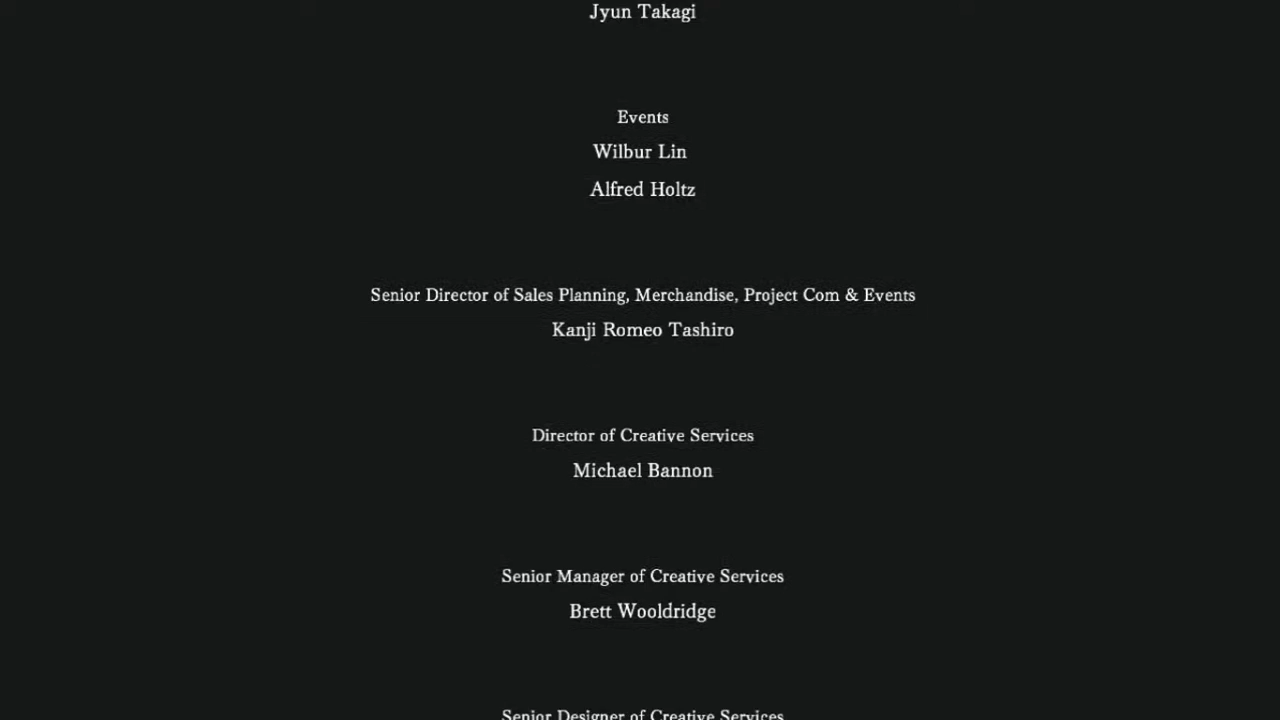 Jyun Takagi
Events
Wilbur Lin
Alfred Holtz
Senior Director of Sales Planning, Merchandise, Project Com & Events
Kanji Romeo Tashiro
Director of Creative Services
Michael Bannon
Senior Manager of Creative Services
Brett Wooldridge
Senior Designer of Creative Services